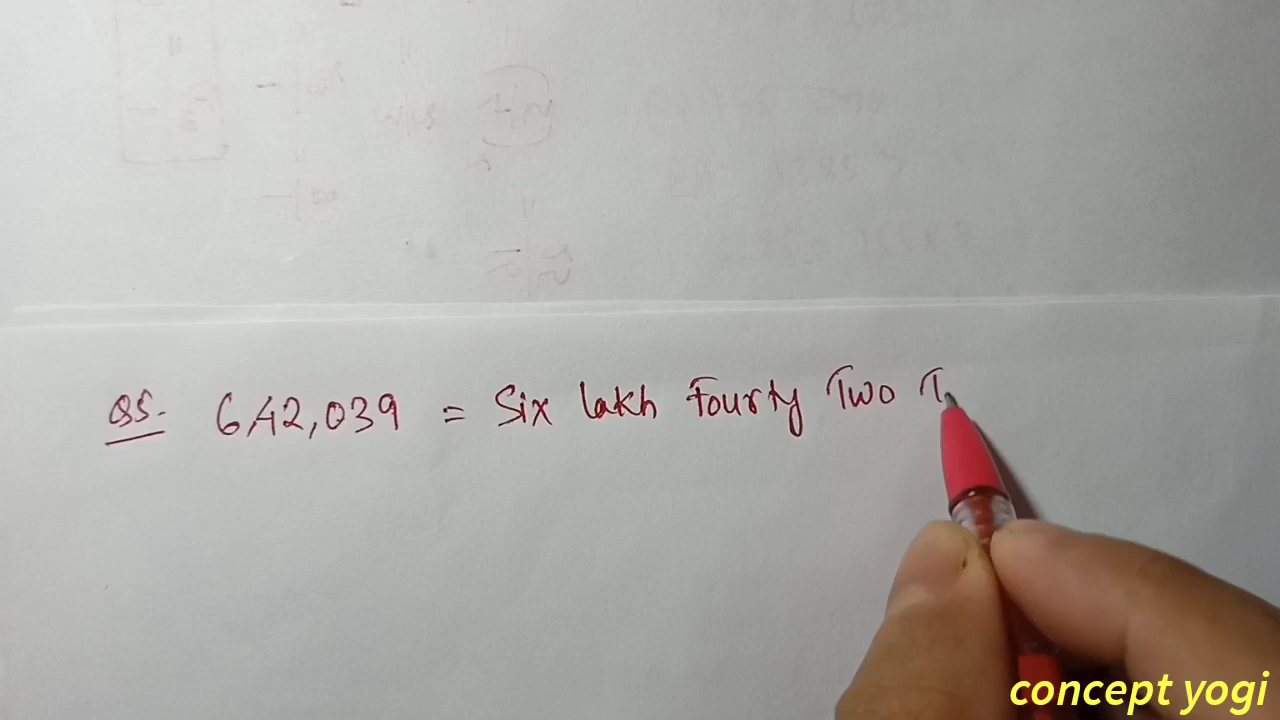 Q5. 6,42,039 = Six lakh Fourty Two T
concept yogi